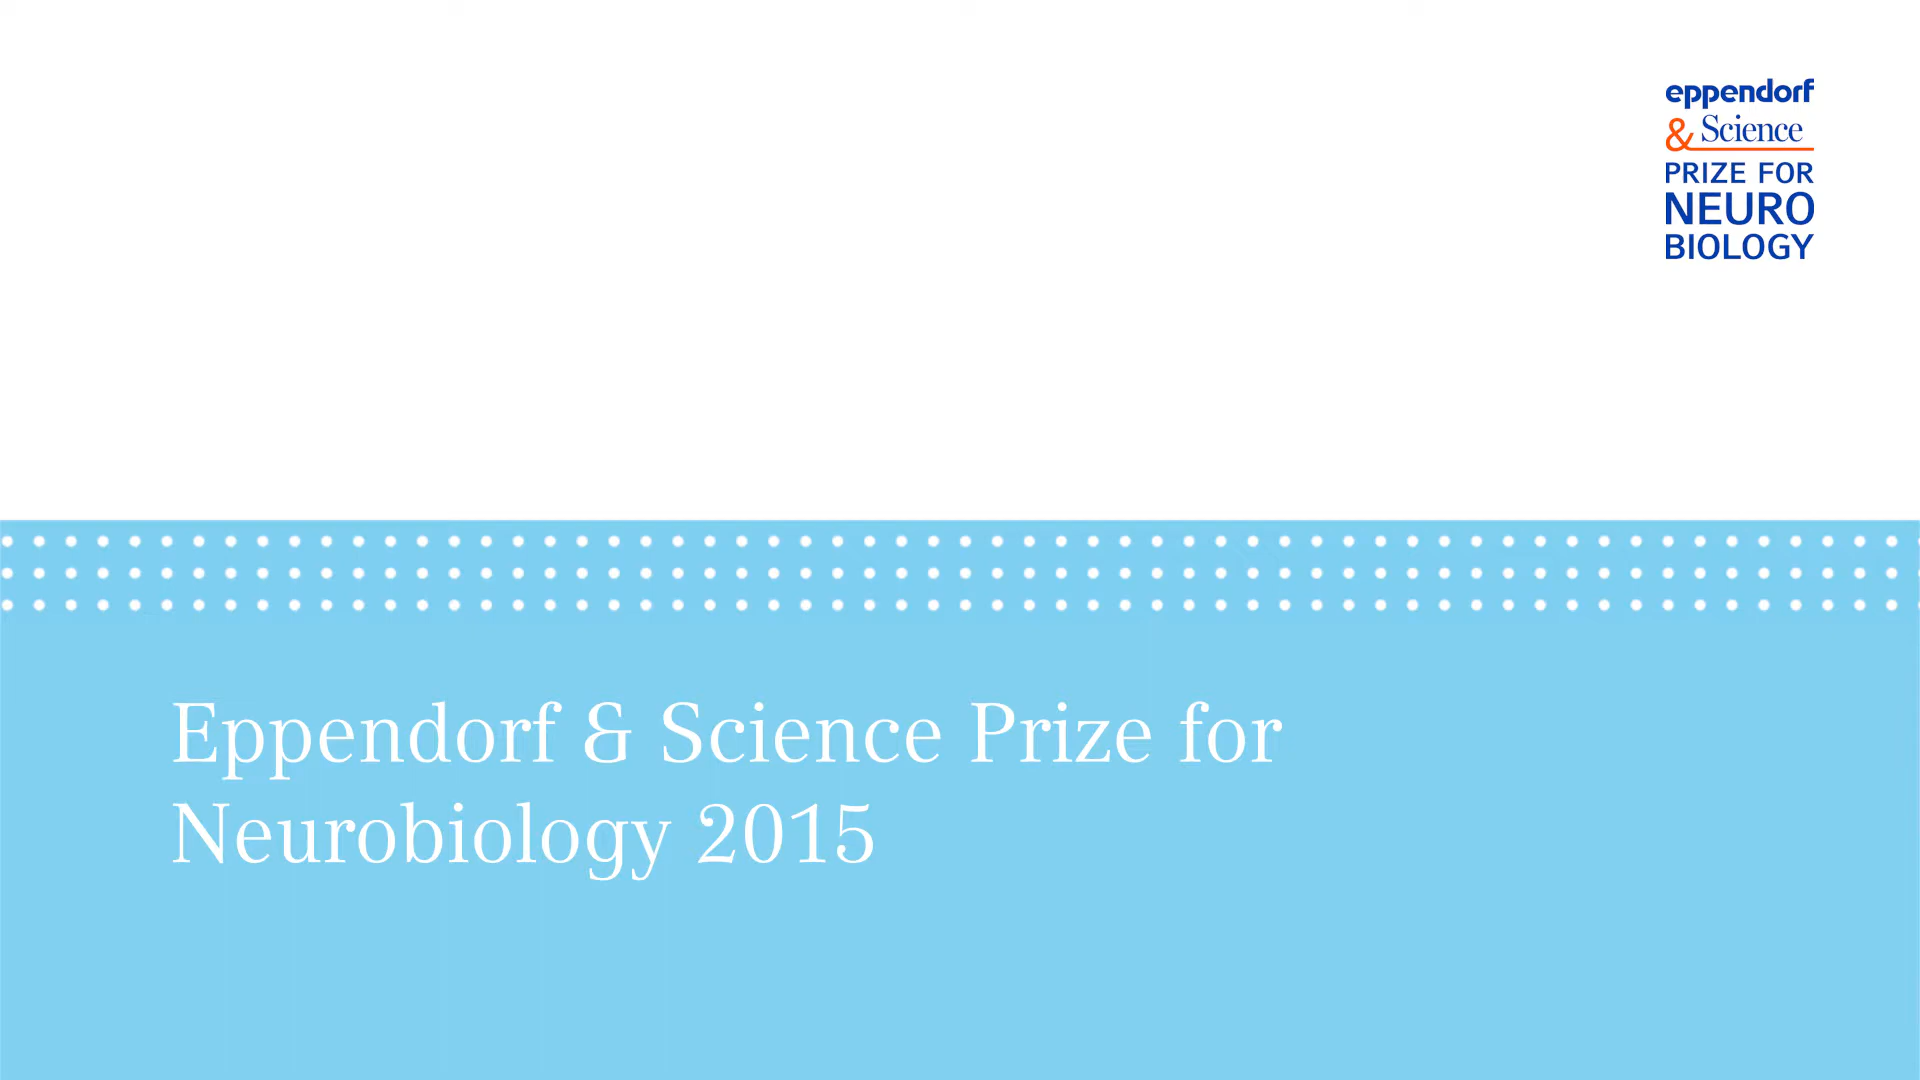 eppendorf
& Science
PRIZE FOR
NEURO
BIOLOGY
Eppendorf & Science Prize for
Neurobiology 2015